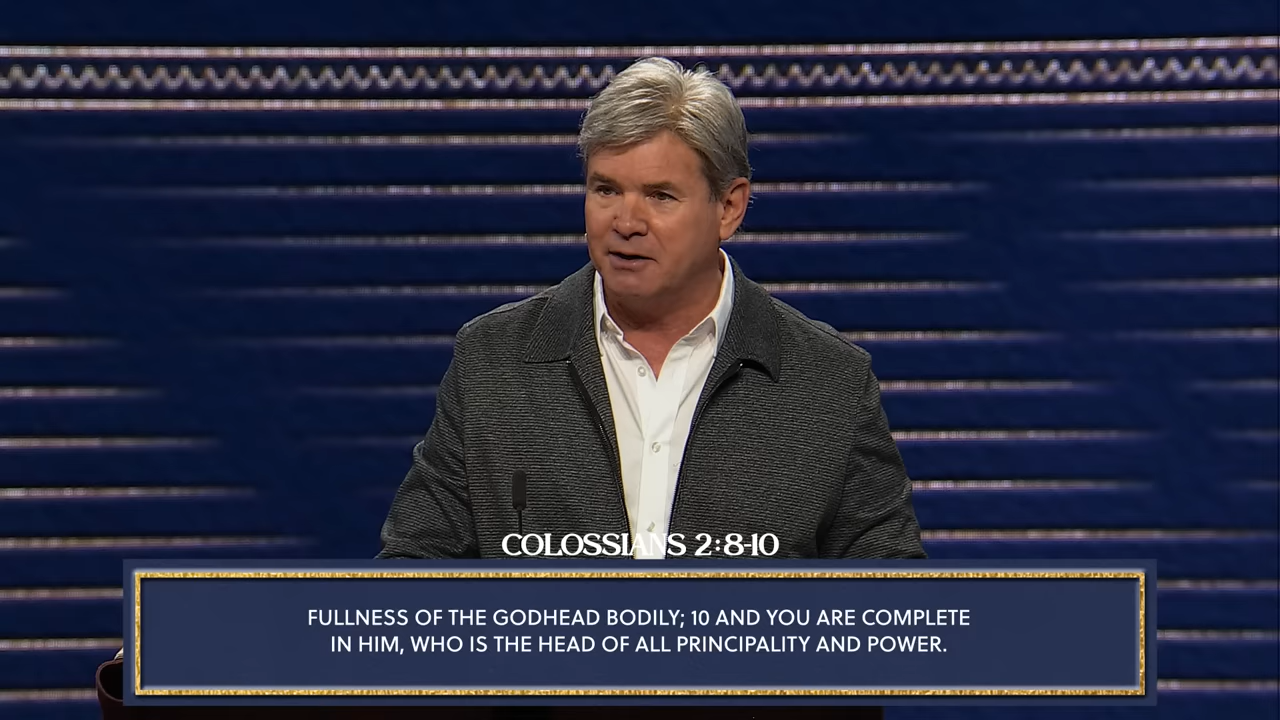 COLOSSIANS 2:8-10
FULLNESS OF THE GODHEAD BODILY; 10 AND YOU ARE COMPLETE
IN HIM, WHO IS THE HEAD OF ALL PRINCIPALITY AND POWER.